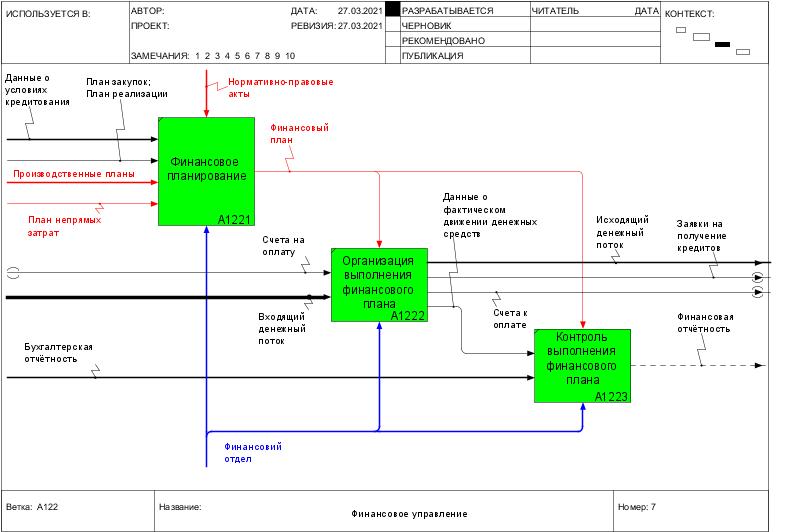 ИСПОЛЬЗУЕТСЯ В:
АВТОР:
ДАТА: 27.03.2021
РАЗРАБАТЫВАЕТСЯ
ЧИТАТЕЛЬ
ДАТА
КОНТЕКСТ:
ПРОЕКТ:
РЕВИЗИЯ: 27.03.2021
ЧЕРНОВИК
РЕКОМЕНДОВАНО
ЗАМЕЧАНИЯ: 1 2 3 4 5 6 7 8 9 10
ПУБЛИКАЦИЯ
Данные о
условиях
кредитования
План закупок;
План реализации
Нормативно-правовые
акты
Финансовый
план
Производственные планы
План непрямых
затрат
Финансовое
планирование
А1221
Данные о
фактическом
движении денежных
средств
Исходящий
денежный
поток
Заявки на
получение
кредитов
Счета на
оплату
Организация
выполнения
финансового
плана
А1222
Входящий
денежный
поток
Счета к
оплате
Финансовая
отчётность
Бухгалтерская
отчётность
Контроль
выполнения
финансового
плана
А1223
Финансовий
отдел
Ветка: А122
Название:
Финансовое управление
Номер: 7